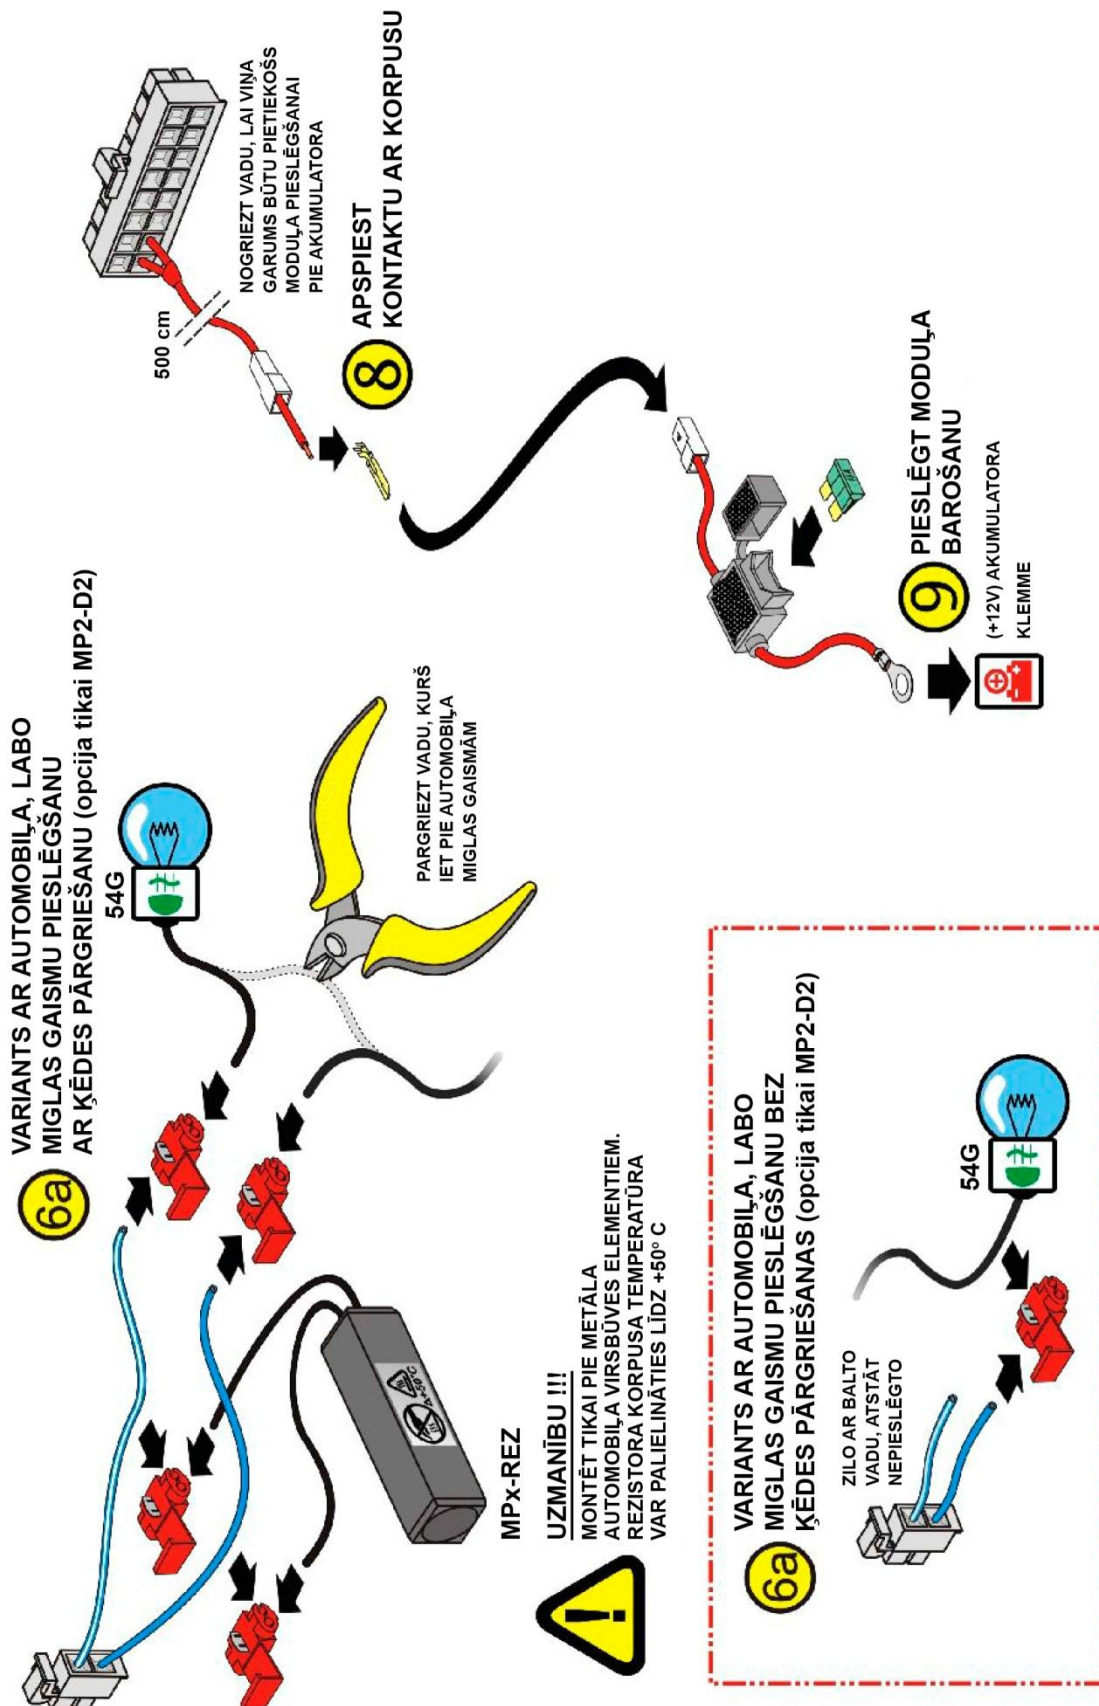 6a
VARIANTS AR AUTOMOBIĻA, LABO
MIGLAS GAISMU PIESLĒGŠANU
AR ĶĒDES PĀRGRIEŠANU (opcija tikai MP2-D2)
54G
PARGRIEZT VADU, KURŠ
IET PIE AUTOMOBIĻA
MIGLAS GAISMĀM
+50°C
MPx-REZ
UZMANĪBU !!!
MONTĒT TIKAI PIE METĀLA
AUTOMOBIĻA VIRSBŪVES ELEMENTIEM.
REZISTORA KORPUSA TEMPERATŪRA
VAR PALIELINĀTIES LĪDZ +50° C
6a
VARIANTS AR AUTOMOBIĻA, LABO
MIGLAS GAISMU PIESLĒGŠANU BEZ
ĶĒDES PĀRGRIEŠANAS (opcija tikai MP2-D2)
ZILO AR BALTO
VADU, ATSTĀT
NEPIESLĒGTO
54G
500 cm
NOGRIEZT VADU, LAI VIŅA
GARUMS BŪTU PIETIEKOŠS
MODUĻA PIESLĒGŠANAI
PIE AKUMULATORA
8
APSPIEST
KONTAKTU AR KORPUSU
9
PIESLĒGT MODUĻA
BAROŠANU
(+12V) AKUMULATORA
KLEMME